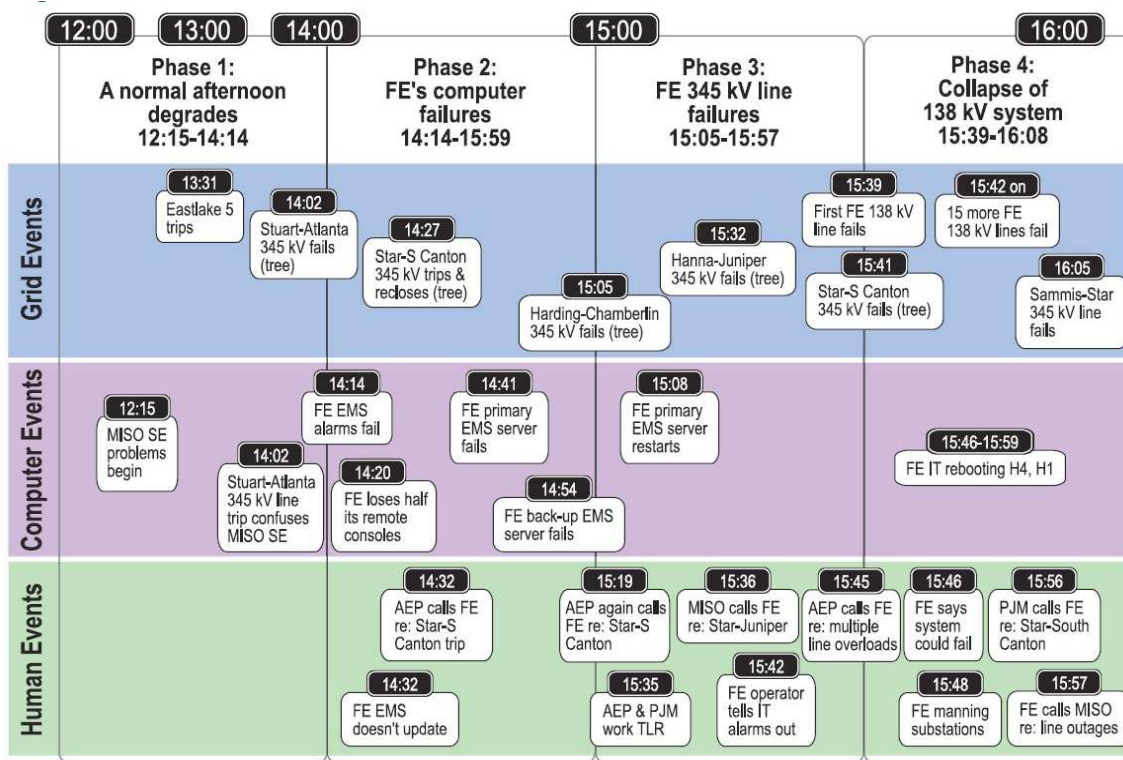 12:00
13:00
14:00
15:00
16:00
Phase 1:
A normal afternoon
degrades
12:15-14:14
Phase 2:
FE's computer
failures
14:14-15:59
Phase 3:
FE 345 kV line
failures
15:05-15:57
Phase 4:
Collapse of
138 kV system
15:39-16:08
Grid Events
13:31
Eastlake 5
trips
14:02
Stuart-Atlanta
345 kV fails
(tree)
14:27
Star-S Canton
345 kV trips &
recloses (tree)
15:05
Harding-Chamberlin
345 kV fails (tree)
15:32
Hanna-Juniper
345 kV fails (tree)
15:39
First FE 138 kV
line fails
15:41
Star-S Canton
345 kV fails (tree)
15:42 on
15 more FE
138 kV lines fail
16:05
Sammis-Star
345 kV line
fails
Computer Events
12:15
MISO SE
problems
begin
14:02
Stuart-Atlanta
345 kV line
trip confuses
MISO SE
14:14
FE EMS
alarms fail
14:20
FE loses half
its remote
consoles
14:41
FE primary
EMS server
fails
14:54
FE back-up EMS
server fails
15:08
FE primary
EMS server
restarts
15:46-15:59
FE IT rebooting H4, H1
Human Events
14:32
AEP calls FE
re: Star-S
Canton trip
14:32
FE EMS
doesn't update
15:19
AEP again calls
FE re: Star-S
Canton
15:35
AEP & PJM
work TLR
15:36
MISO calls FE
re: Star-Juniper
15:42
FE operator
tells IT
alarms out
15:45
AEP calls FE
re: multiple
line overloads
15:46
FE says
system
could fail
15:48
FE manning
substations
15:56
PJM calls FE
re: Star-South
Canton
15:57
FE calls MISO
re: line outages